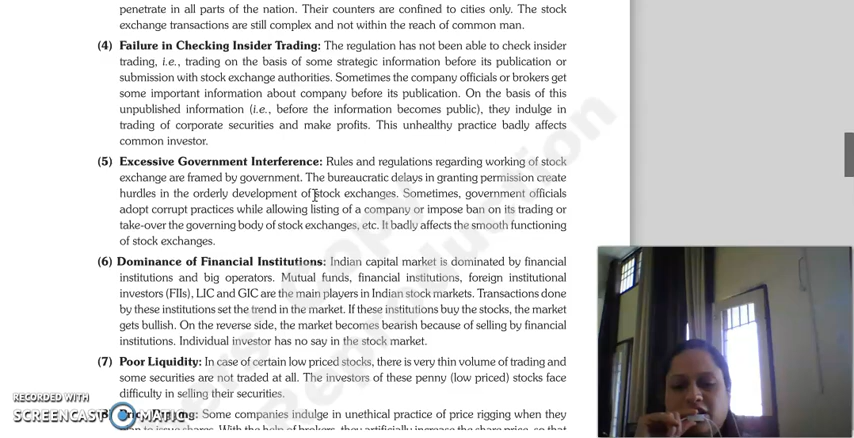 penetrate in all parts of the nation. Their counters are confined to cities only. The stock
exchange transactions are still complex and not within the reach of common man.
(4) Failure in Checking Insider Trading: The regulation has not been able to check insider
trading, i.e., trading on the basis of some strategic information before its publication or
submission with stock exchange authorities. Sometimes the company officials or brokers get
some important information about company before its publication. On the basis of this
unpublished information (i.e., before the information becomes public), they indulge in
trading of corporate securities and make profits. This unhealthy practice badly affects
common investor.
(5) Excessive Government Interference: Rules and regulations regarding working of stock
exchange are framed by government. The bureaucratic delays in granting permission create
hurdles in the orderly development of stock exchanges. Sometimes, government officials
adopt corrupt practices while allowing listing of a company or impose ban on its trading or
take-over the governing body of stock exchanges, etc. It badly affects the smooth functioning
of stock exchanges.
(6) Dominance of Financial Institutions: Indian capital market is dominated by financial
institutions and big operators. Mutual funds, financial institutions, foreign institutional
investors (FIIs), LIC and GIC are the main players in Indian stock markets. Transactions done
by these institutions set the trend in the market. If these institutions buy the stocks, the market
gets bullish. On the reverse side, the market becomes bearish because of selling by financial
institutions. Individual investor has no say in the stock market.
(7) Poor Liquidity: In case of certain low priced stocks, there is very thin volume of trading and
some securities are not traded at all. The investors of these penny (low priced) stocks face
difficulty in selling their securities.
Some companies indulge in unethical practice of price rigging when they
to issue shares. With the help of brokers, they artificially increase the share price, so that
RECORDED WITH
SCREENCAST MATIC